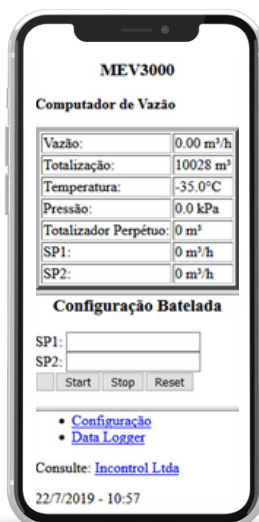 MEV3000
Computador de Vazão
Vazão: 0.00 m³/h
Totalização: 10028 m³
Temperatura: -35.0°C
Pressão: 0.0 kPa
Totalizador Perpétuo: 0 m³
SP1: 0 m³/h
SP2: 0 m³/h
Configuração Batelada
SP1:
SP2:
Start Stop Reset
• Configuração
• Data Logger
Consulte: Incontrol Ltda
22/7/2019 - 10:57